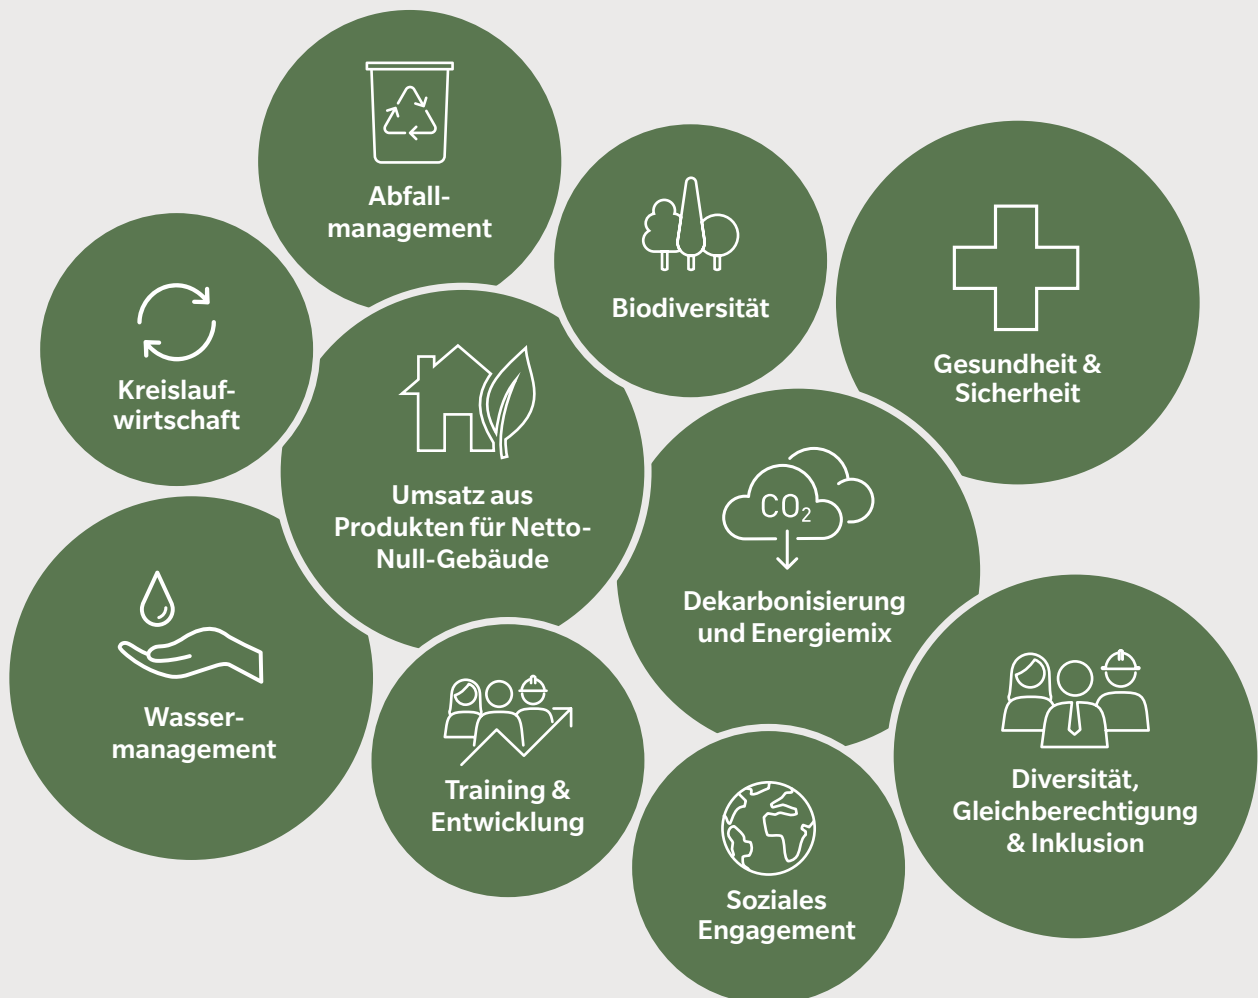 Abfall-
management
Biodiversität
Gesundheit &
Sicherheit
Kreislauf-
wirtschaft
Umsatz aus
Produkten für Netto-
Null-Gebäude
CO₂
Dekarbonisierung
und Energiemix
Wasser-
management
Training &
Entwicklung
Diversität,
Gleichberechtigung
& Inklusion
Soziales
Engagement